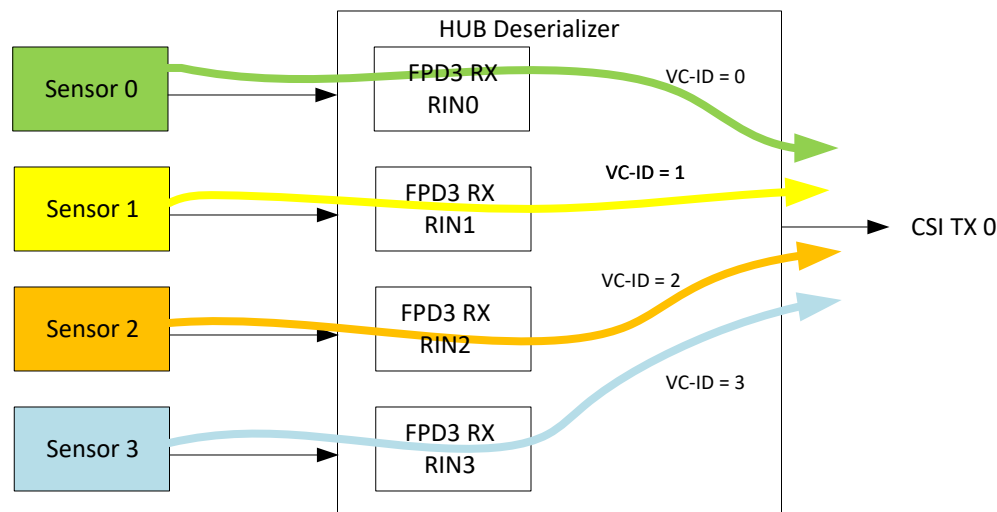 HUB Deserializer
Sensor 0
FPD3 RX
RIN0
VC-ID = 0
Sensor 1
FPD3 RX
RIN1
VC-ID = 1
CSI TX 0
Sensor 2
FPD3 RX
RIN2
VC-ID = 2
Sensor 3
FPD3 RX
RIN3
VC-ID = 3